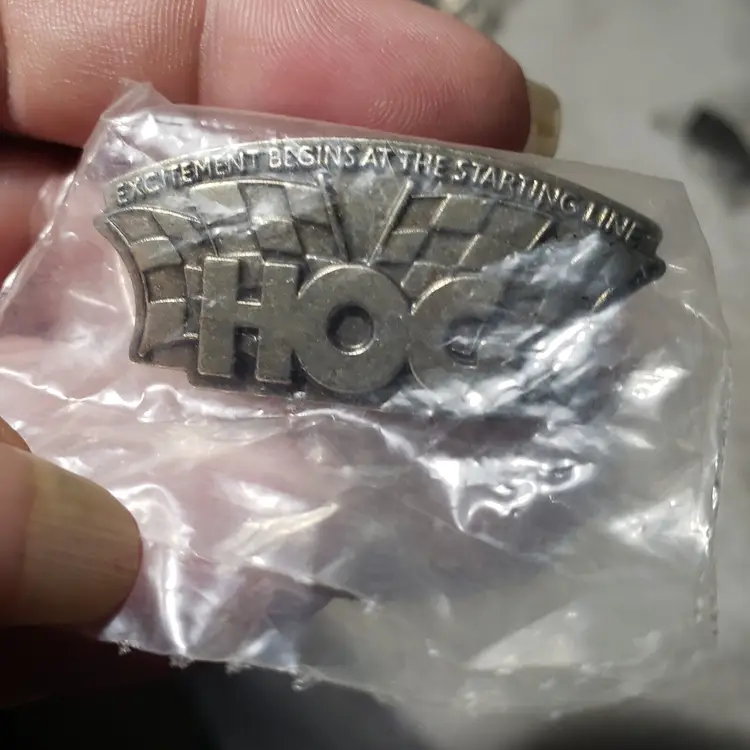 EXCITEMENT BEGINS AT THE STARTING LINE
HOG